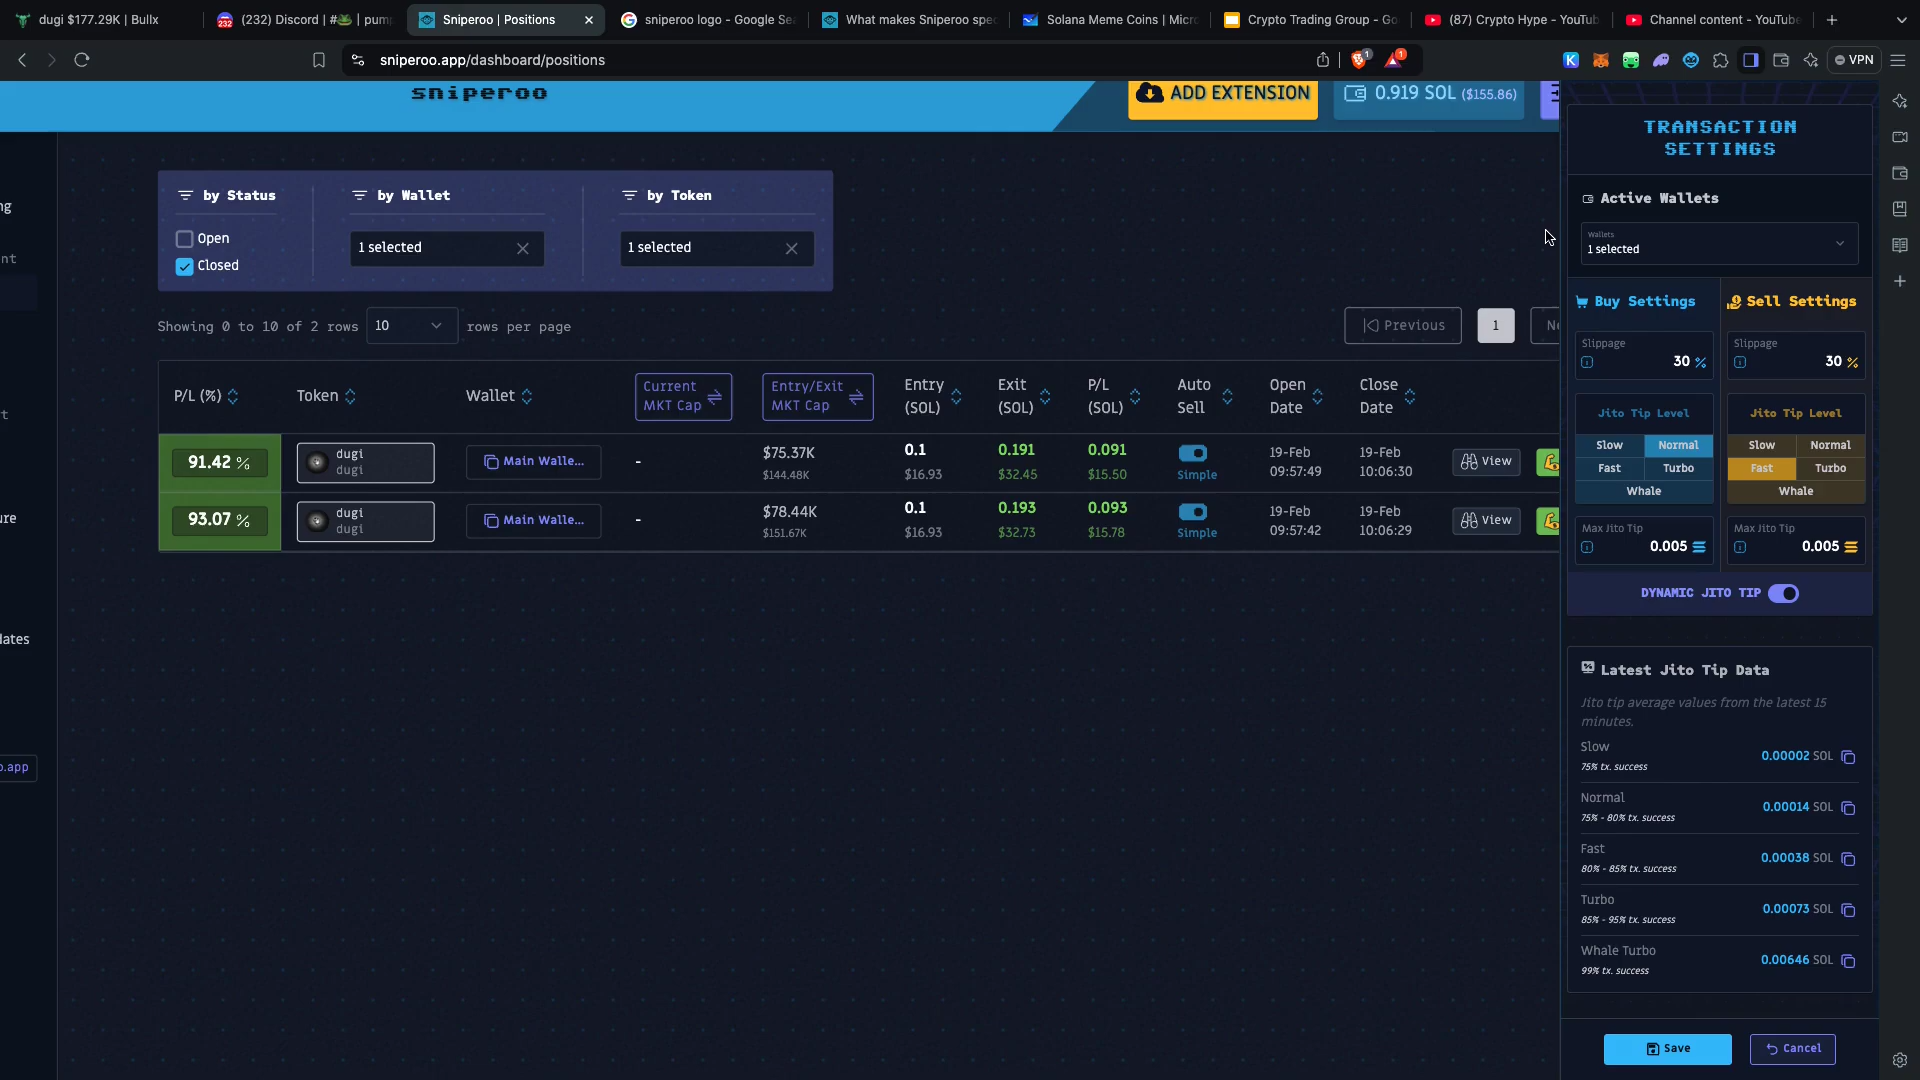 dugi $177.29K | Bullx
(232) Discord | #🐸 | pump
Sniperoo | Positions
sniperoo logo - Google Se
What makes Sniperoo spec
Solana Meme Coins | Micro
Crypto Trading Group - Go
(87) Crypto Hype - YouTub
Channel content - YouTube
sniperoo.app/dashboard/positions
1
1
VPN
sniperoo
ADD EXTENSION
0.919 SOL ($155.86)
by Status
by Wallet
by Token
Open
Closed
1 selected
1 selected
ng
nt
t
ure
lates
o.app
Showing 0 to 10 of 2 rows 10 rows per page
Previous 1 Ne
P/L (%) Token Wallet Current MKT Cap Entry/Exit MKT Cap Entry (SOL) Exit (SOL) P/L (SOL) Auto Sell Open Date Close Date
91.42 % dugi Main Walle... - $75.37K 0.1 0.191 0.091 19-Feb 19-Feb View
dugi $144.48K $16.93 $32.45 $15.50 Simple 09:57:49 10:06:30
93.07 % dugi Main Walle... - $78.44K 0.1 0.193 0.093 19-Feb 19-Feb View
dugi $151.67K $16.93 $32.73 $15.78 Simple 09:57:42 10:06:29
TRANSACTION
SETTINGS
Active Wallets
Wallets
1 selected
Buy Settings Sell Settings
Slippage Slippage
30 % 30 %
Jito Tip Level Jito Tip Level
Slow Normal Slow Normal
Fast Turbo Fast Turbo
Whale Whale
Max Jito Tip Max Jito Tip
0.005 0.005
DYNAMIC JITO TIP
Latest Jito Tip Data
Jito tip average values from the latest 15
minutes.
Slow
75% tx. success
0.00002 SOL
Normal
75% - 80% tx. success
0.00014 SOL
Fast
80% - 85% tx. success
0.00038 SOL
Turbo
85% - 95% tx. success
0.00073 SOL
Whale Turbo
99% tx. success
0.00646 SOL
Save Cancel